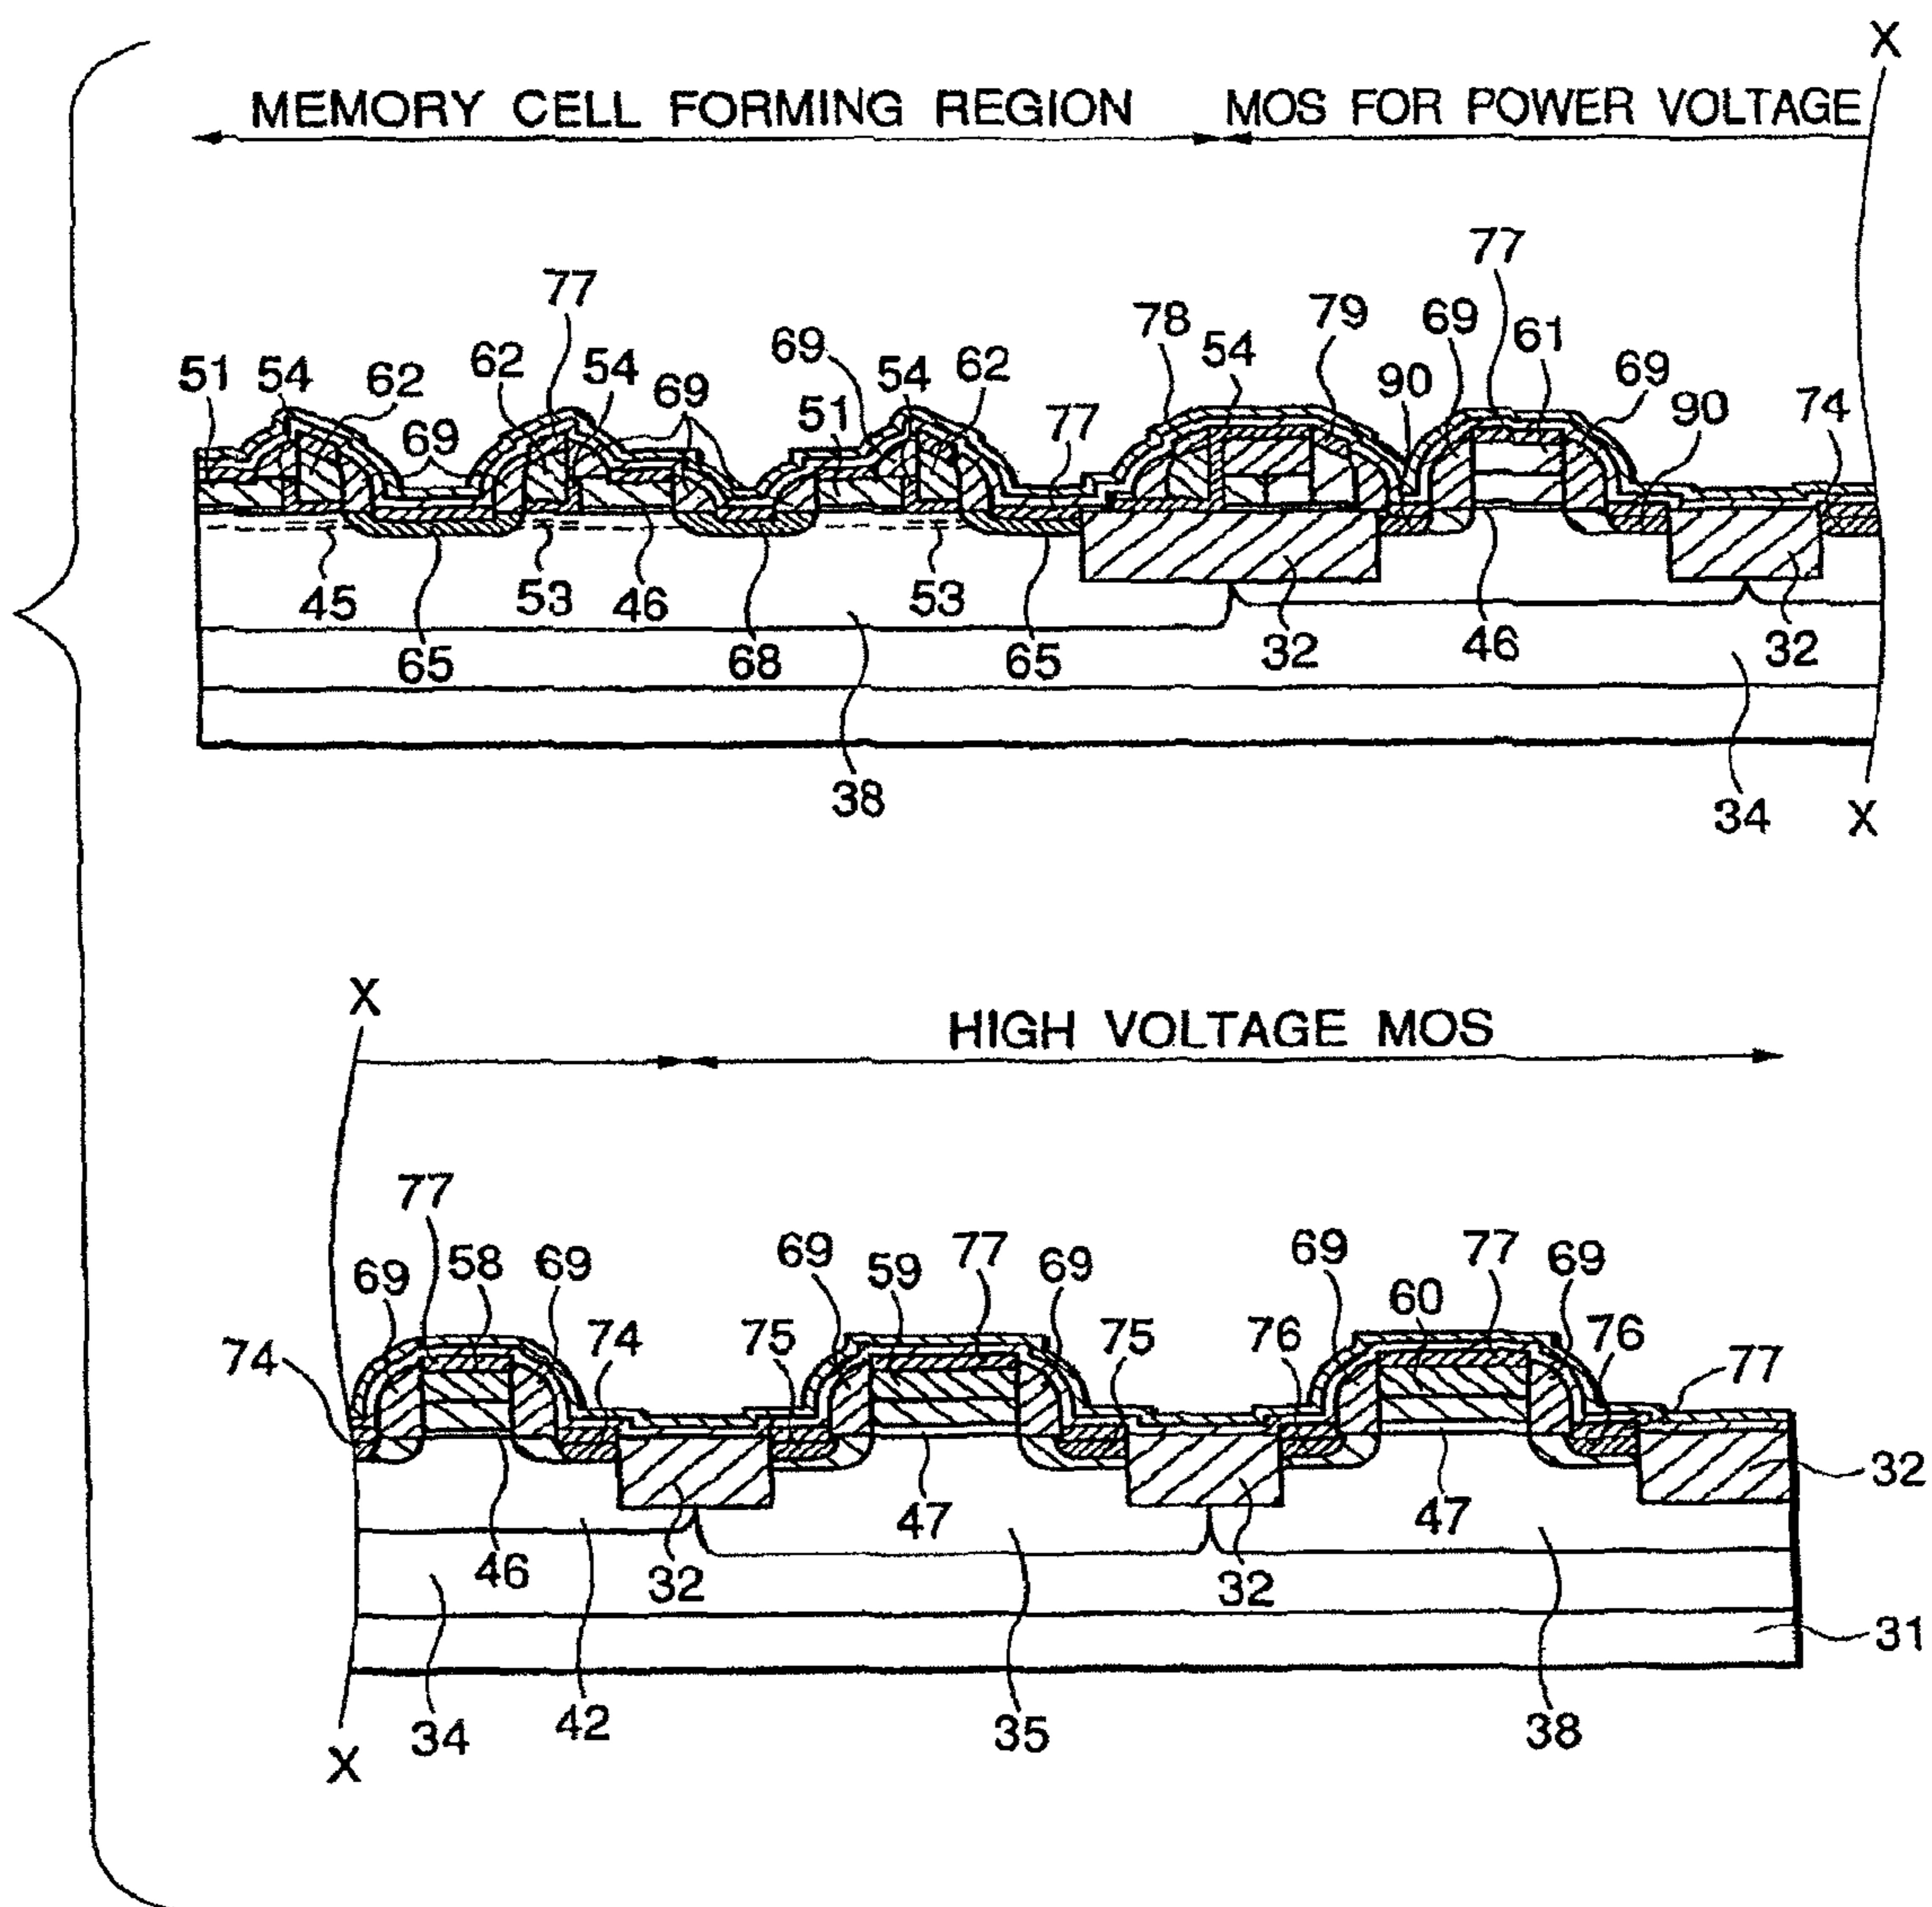 X
MEMORY CELL FORMING REGION MOS FOR POWER VOLTAGE
77
77 78 79 69 61
51 54 62 62 54 69 69 54 62 54 90 69 90 74
69 51 77
45 53 46 53 32 46 32
65 68 65
38 34 X
X
HIGH VOLTAGE MOS
77
69 58 69 69 59 77 69 69 60 77 69
74 74 75 75 76 76 77
32
46 32 47 32 47
31
34 42 35 38
X